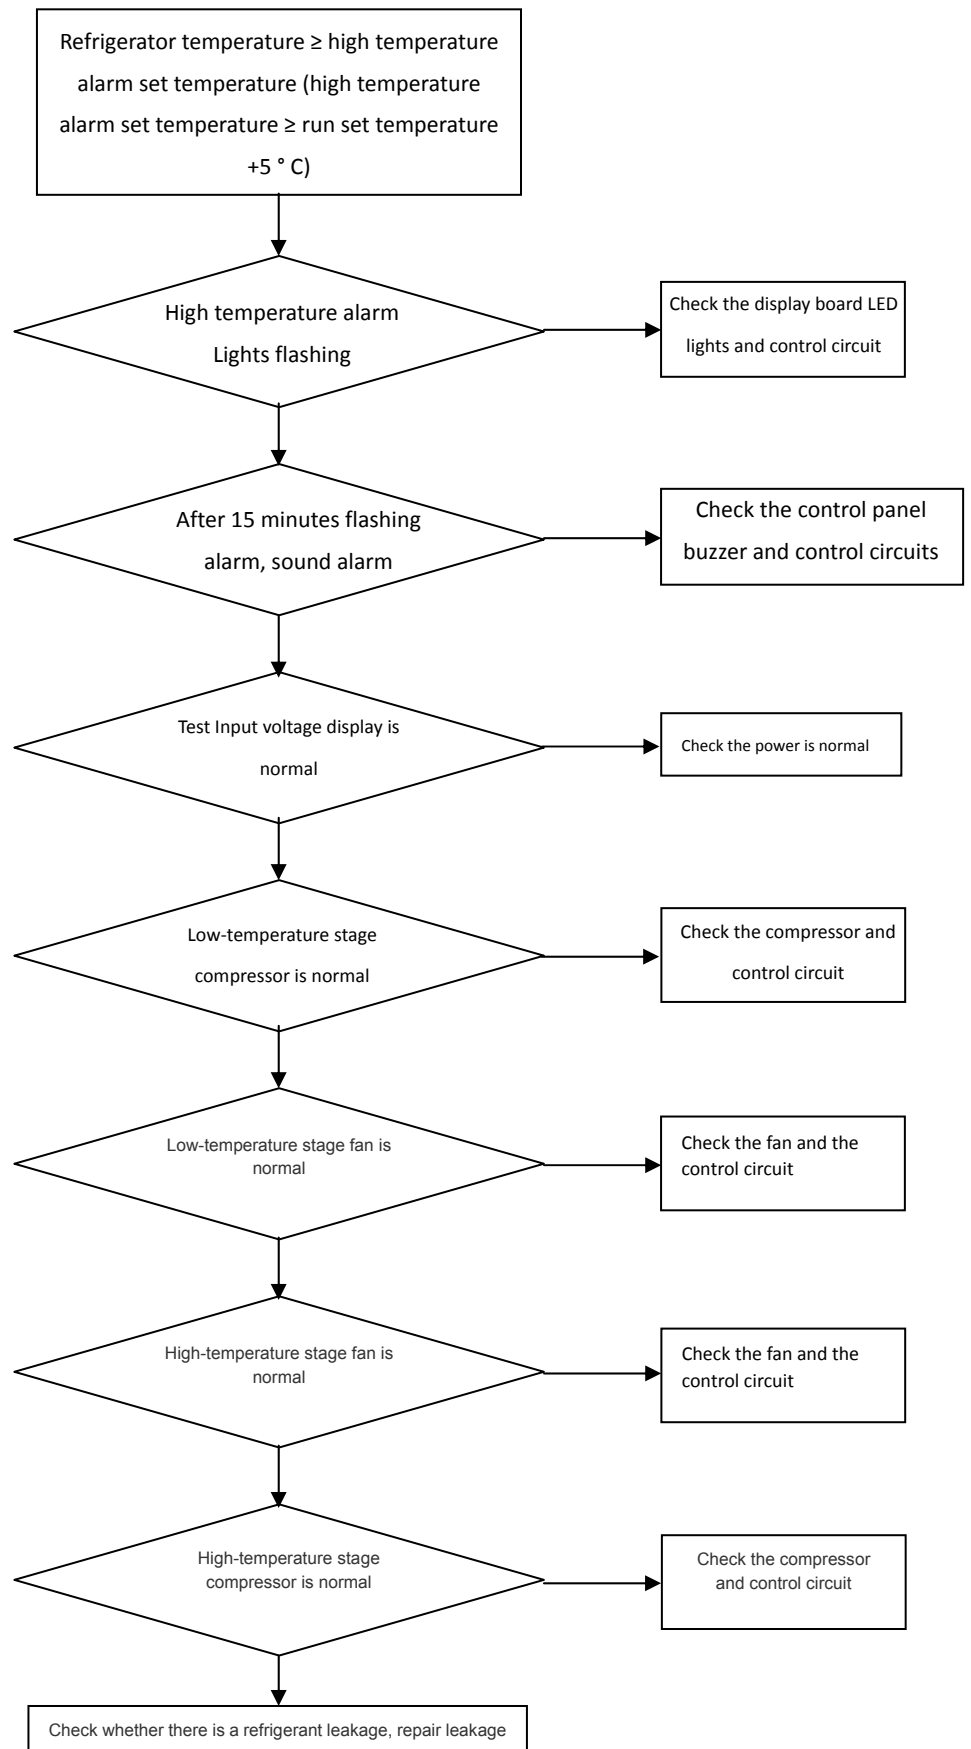 Refrigerator temperature ≥ high temperature
alarm set temperature (high temperature
alarm set temperature ≥ run set temperature
+5 ° C)
High temperature alarm
Lights flashing
Check the display board LED
lights and control circuit
After 15 minutes flashing
alarm, sound alarm
Check the control panel
buzzer and control circuits
Test Input voltage display is
normal
Check the power is normal
Low-temperature stage
compressor is normal
Check the compressor and
control circuit
Low-temperature stage fan is
normal
Check the fan and the
control circuit
High-temperature stage fan is
normal
Check the fan and the
control circuit
High-temperature stage
compressor is normal
Check the compressor
and control circuit
Check whether there is a refrigerant leakage, repair leakage